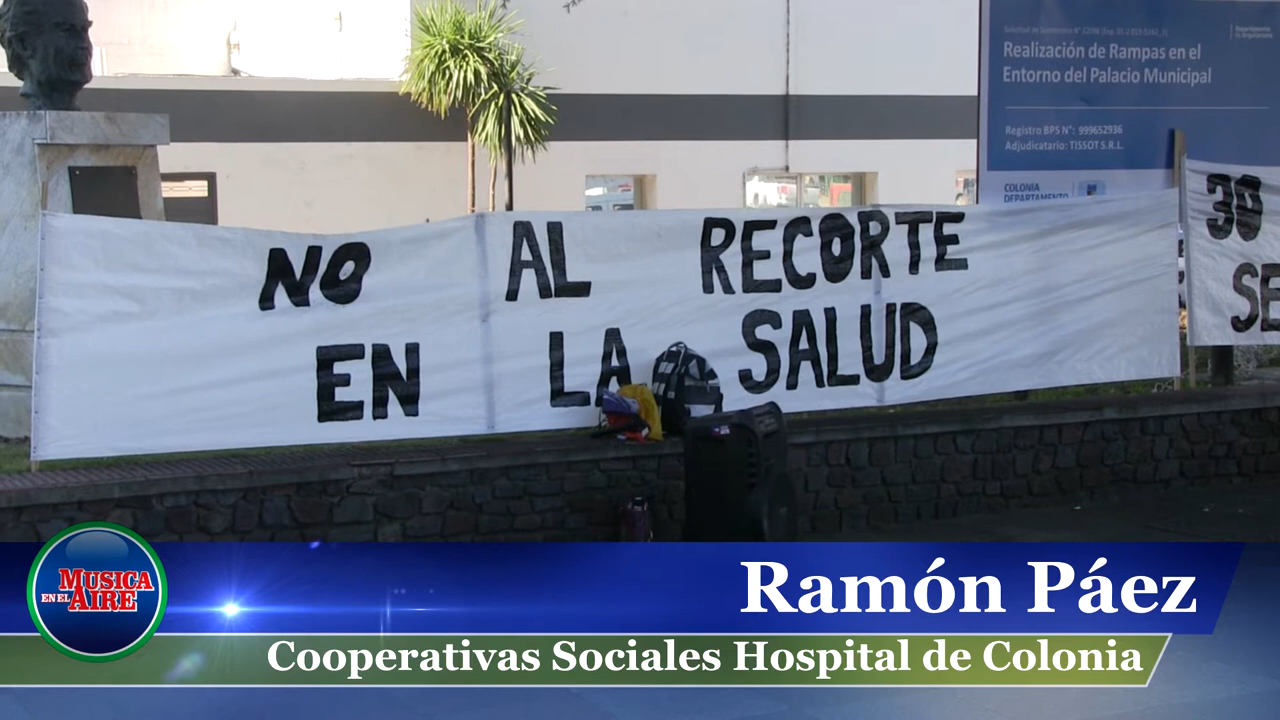 Realización de Rampas en el
Entorno del Palacio Municipal
Registro BPS N°: 999652936
Adjudicatario: TISSOT S.R.L.
COLONIA
DEPARTAMENTO
NO AL RECORTE
EN LA SALUD
30
SE
MUSICA
EN EL AIRE
Ramón Páez
Cooperativas Sociales Hospital de Colonia